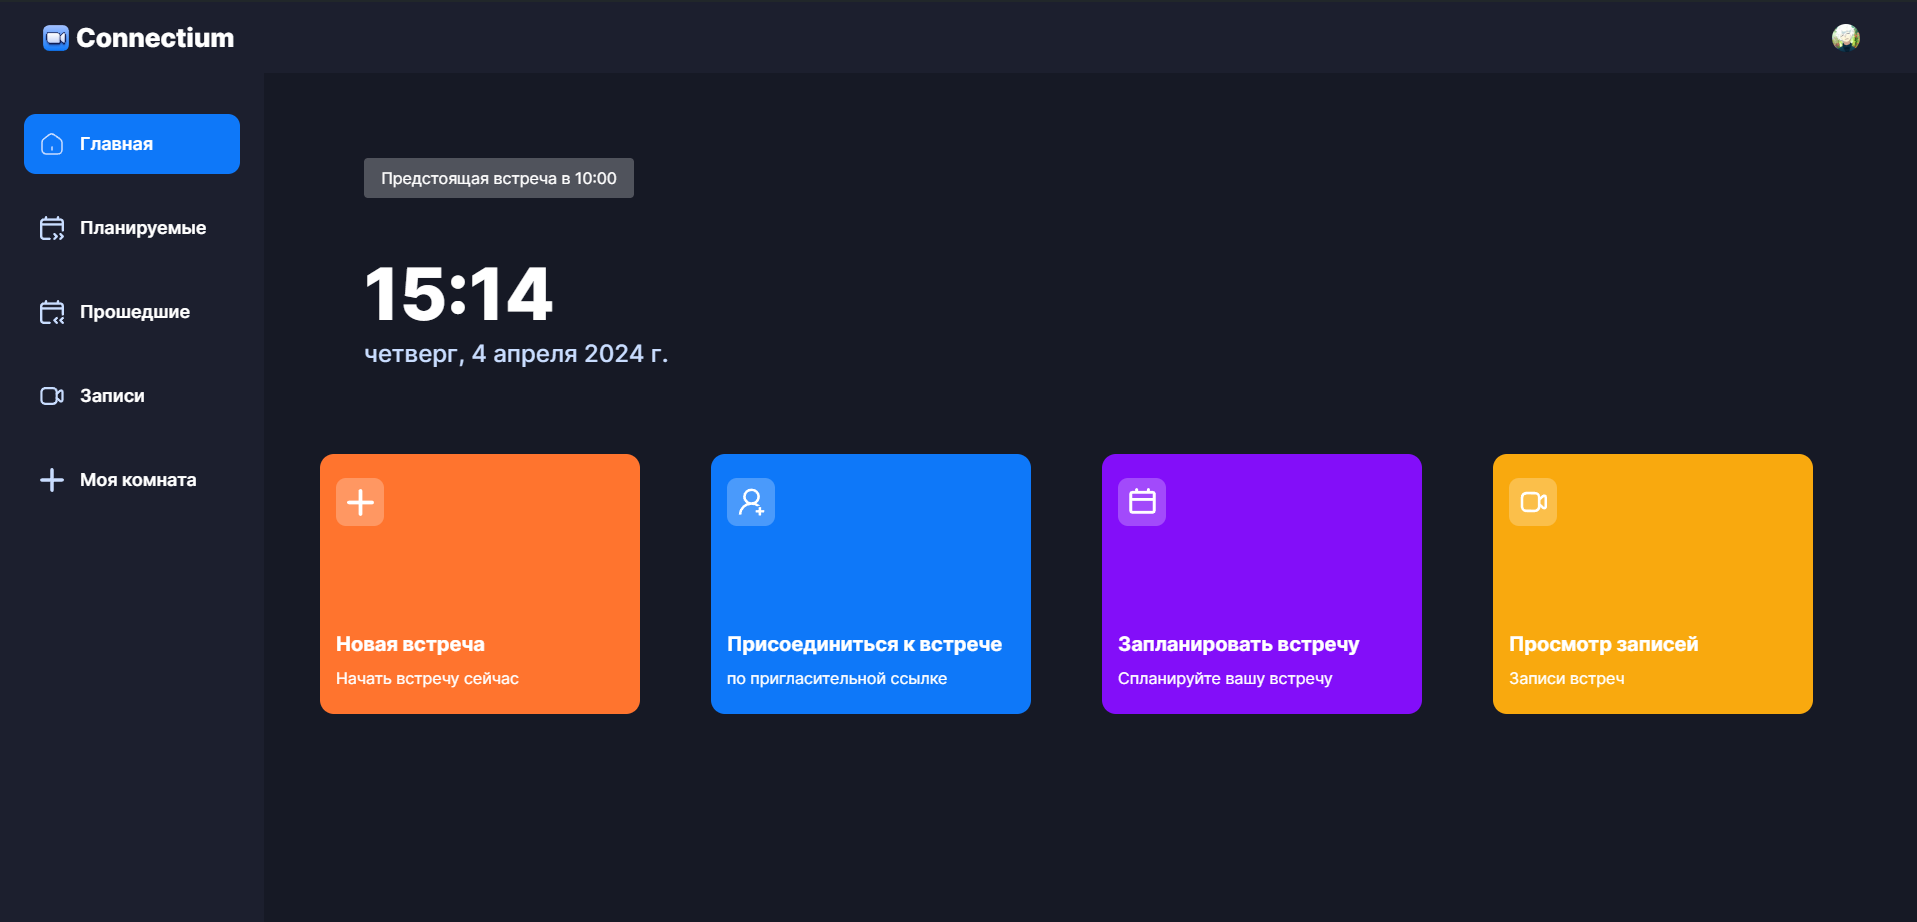 Connectium
Главная
Планируемые
Прошедшие
Записи
Моя комната
Предстоящая встреча в 10:00
15:14
четверг, 4 апреля 2024 г.
Новая встреча
Начать встречу сейчас
Присоединиться к встрече
по пригласительной ссылке
Запланировать встречу
Спланируйте вашу встречу
Просмотр записей
Записи встреч